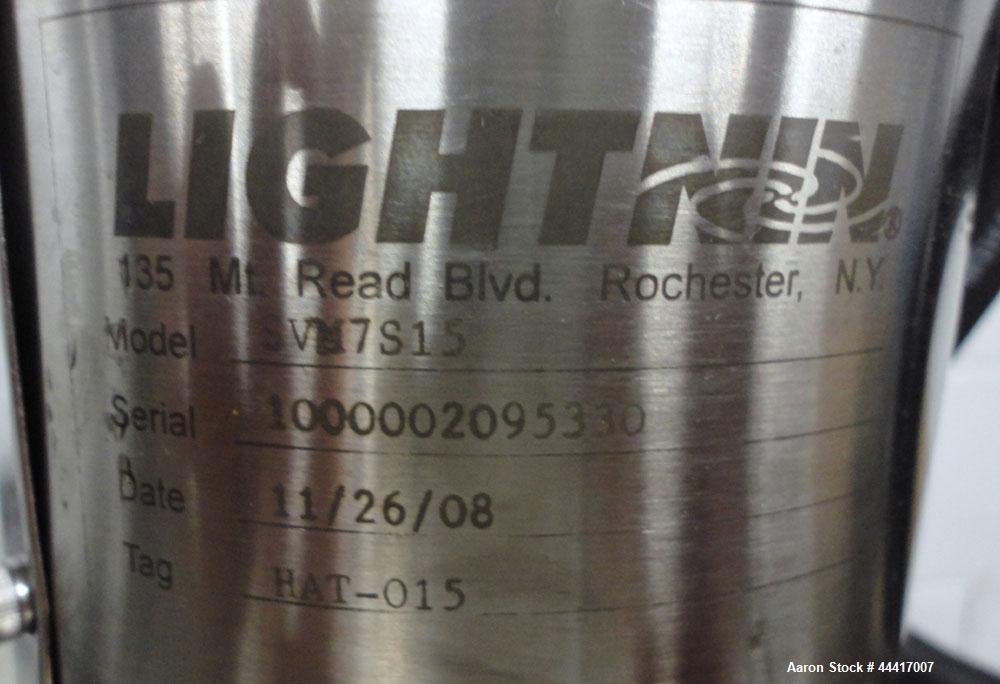 LIGHTNIN®
135 Mt. Read Blvd. Rochester, N.Y.
Model SVM7S15
Serial 1000002095330
Date 11/26/08
Tag HAT-015
Aaron Stock # 44417007